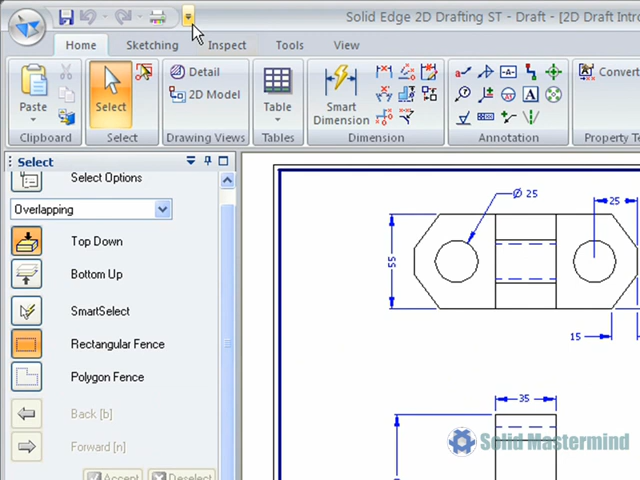 Solid Edge 2D Drafting ST - Draft - [2D Draft Intro
Home Sketching Inspect Tools View
Paste
Select
Detail
2D Model
Table
Smart
Dimension
A
Convert
Clipboard Select Drawing Views Tables Dimension Annotation Property T
Select
Select Options
Overlapping
Top Down
Bottom Up
SmartSelect
Rectangular Fence
Polygon Fence
Back [b]
Forward [n]
Accept Deselect
Ø 25
25
55
15
35
Solid Mastermind